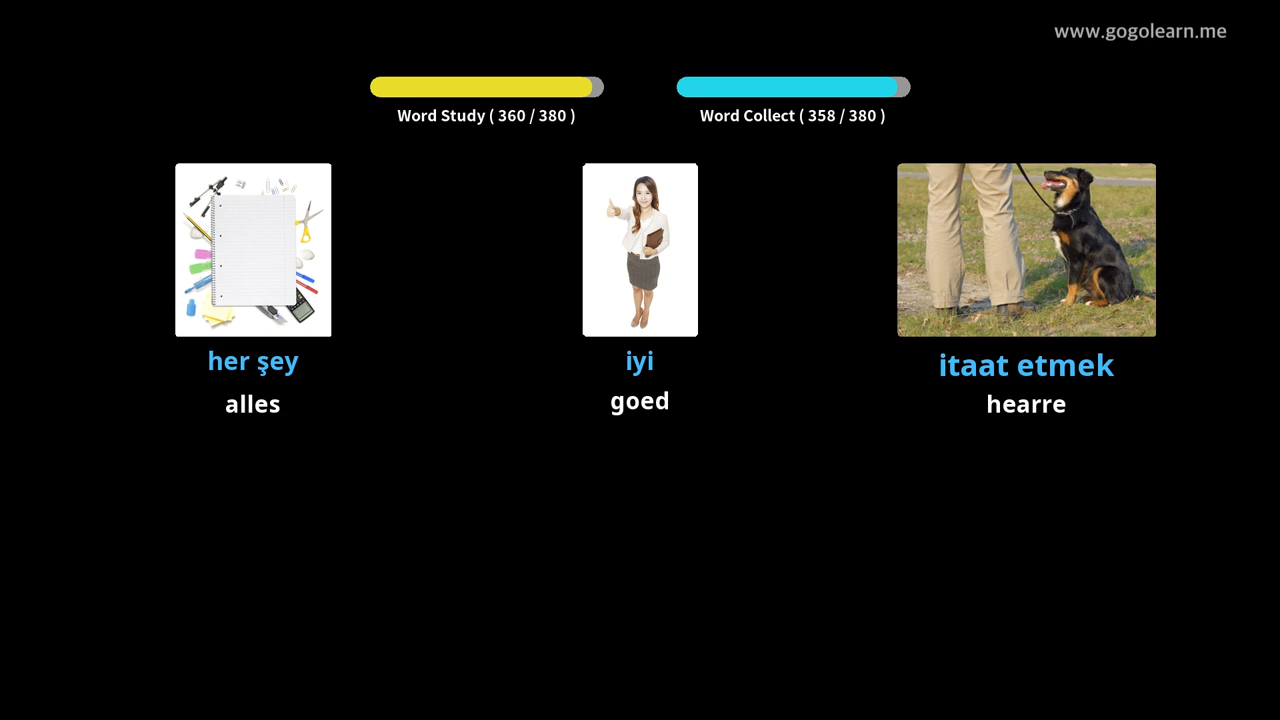 www.gogolearn.me
Word Study ( 360 / 380 )
Word Collect ( 358 / 380 )
her şey
iyi
itaat etmek
alles
goed
hearre